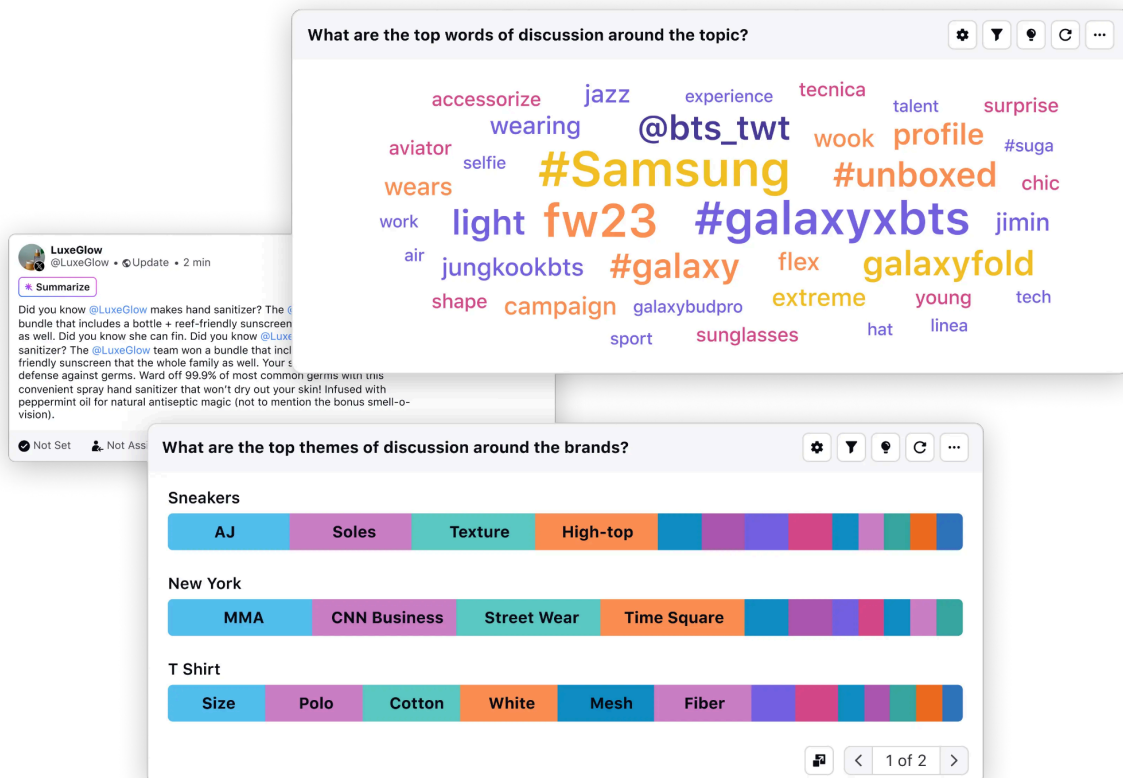 What are the top words of discussion around the topic?
accessorize jazz experience tecnica talent surprise
wearing @bts_twt wook profile #suga
aviator selfie #Samsung #unboxed chic
wears
work light fw23 #galaxyxbts jimin
air jungkookbts #galaxy flex galaxyfold
shape campaign galaxybudpro extreme young tech
sport sunglasses hat linea
LuxeGlow
@LuxeGlow • Update • 2 min
Summarize
Did you know @LuxeGlow makes hand sanitizer? The
bundle that includes a bottle + reef-friendly sunscreen
as well. Did you know she can fin. Did you know
sanitizer? The @LuxeGlow team won a bundle that
friendly sunscreen that the whole family as well. Your
defense against germs. Ward off 99.9% of most common germs with this
convenient spray hand sanitizer that won't dry out your skin! Infused with
peppermint oil for natural antiseptic magic (not to mention the bonus smell-o-
vision).
Not Set Not
What are the top themes of discussion around the brands?
Sneakers
AJ Soles Texture High-top
New York
MMA CNN Business Street Wear Time Square
T Shirt
Size Polo Cotton White Mesh Fiber
1 of 2